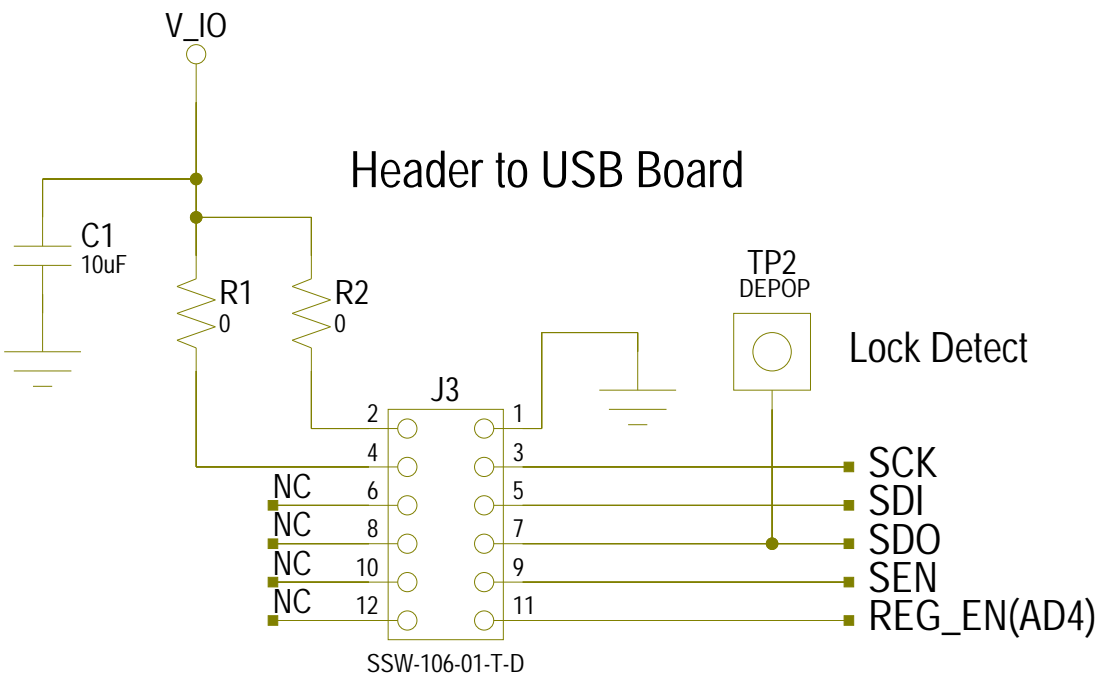 V_IO
Header to USB Board
C1
10uF
R1
0
R2
0
TP2
DEPOP
Lock Detect
J3
2
1
4
3
SCK
NC
6
5
SDI
NC
8
7
SDO
NC
10
9
SEN
NC
12
11
REG_EN(AD4)
SSW-106-01-T-D